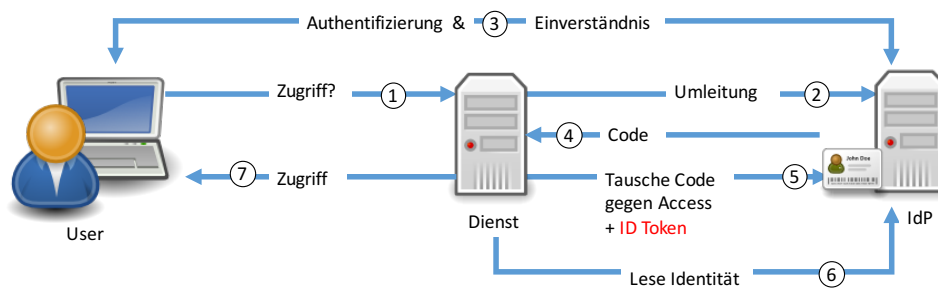 Authentifizierung & ③ Einverständnis
Zugriff? ①
Umleitung ②
④ Code
⑦ Zugriff
Tausche Code ⑤
gegen Access
+ ID Token
John Doe
User
Dienst
IdP
Lese Identität ⑥